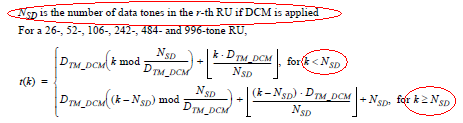 N_SD is the number of data tones in the r-th RU if DCM is applied
For a 26-, 52-, 106-, 242-, 484- and 996-tone RU,
t(k) = { D_TM_DCM(k mod N_SD / D_TM_DCM) + ⌊k · D_TM_DCM / N_SD⌋, for k < N_SD
D_TM_DCM((k – N_SD) mod N_SD / D_TM_DCM) + ⌊(k – N_SD) · D_TM_DCM / N_SD⌋ + N_SD, for k ≥ N_SD